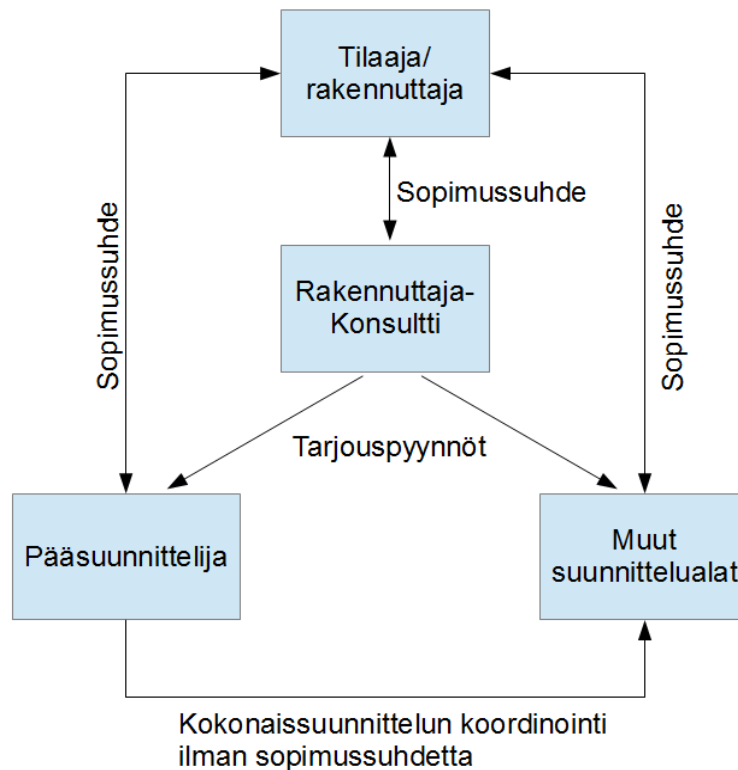 Tilaaja/
rakennuttaja
Sopimussuhde
Sopimussuhde
Sopimussuhde
Rakennuttaja-
Konsultti
Tarjouspyynnöt
Pääsuunnittelija
Muut
suunnittelualat
Kokonaissuunnittelun koordinointi
ilman sopimussuhdetta